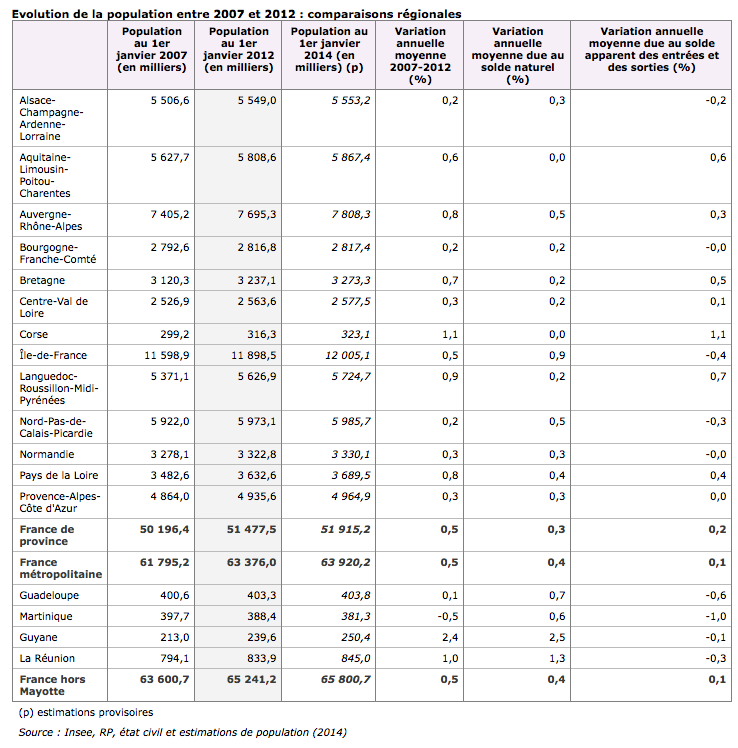 Evolution de la population entre 2007 et 2012 : comparaisons régionales
Population au 1er janvier 2007 (en milliers) Population au 1er janvier 2012 (en milliers) Population au 1er janvier 2014 (en milliers) (p) Variation annuelle moyenne 2007-2012 (%) Variation annuelle moyenne due au solde naturel (%) Variation annuelle moyenne due au solde apparent des entrées et des sorties (%)
Alsace-Champagne-Ardenne-Lorraine 5 506,6 5 549,0 5 553,2 0,2 0,3 -0,2
Aquitaine-Limousin-Poitou-Charentes 5 627,7 5 808,6 5 867,4 0,6 0,0 0,6
Auvergne-Rhône-Alpes 7 405,2 7 695,3 7 808,3 0,8 0,5 0,3
Bourgogne-Franche-Comté 2 792,6 2 816,8 2 817,4 0,2 0,2 -0,0
Bretagne 3 120,3 3 237,1 3 273,3 0,7 0,2 0,5
Centre-Val de Loire 2 526,9 2 563,6 2 577,5 0,3 0,2 0,1
Corse 299,2 316,3 323,1 1,1 0,0 1,1
Île-de-France 11 598,9 11 898,5 12 005,1 0,5 0,9 -0,4
Languedoc-Roussillon-Midi-Pyrénées 5 371,1 5 626,9 5 724,7 0,9 0,2 0,7
Nord-Pas-de-Calais-Picardie 5 922,0 5 973,1 5 985,7 0,2 0,5 -0,3
Normandie 3 278,1 3 322,8 3 330,1 0,3 0,3 -0,0
Pays de la Loire 3 482,6 3 632,6 3 689,5 0,8 0,4 0,4
Provence-Alpes-Côte d'Azur 4 864,0 4 935,6 4 964,9 0,3 0,3 0,0
France de province 50 196,4 51 477,5 51 915,2 0,5 0,3 0,2
France métropolitaine 61 795,2 63 376,0 63 920,2 0,5 0,4 0,1
Guadeloupe 400,6 403,3 403,8 0,1 0,7 -0,6
Martinique 397,7 388,4 381,3 -0,5 0,6 -1,0
Guyane 213,0 239,6 250,4 2,4 2,5 -0,1
La Réunion 794,1 833,9 845,0 1,0 1,3 -0,3
France hors Mayotte 63 600,7 65 241,2 65 800,7 0,5 0,4 0,1
(p) estimations provisoires
Source : Insee, RP, état civil et estimations de population (2014)